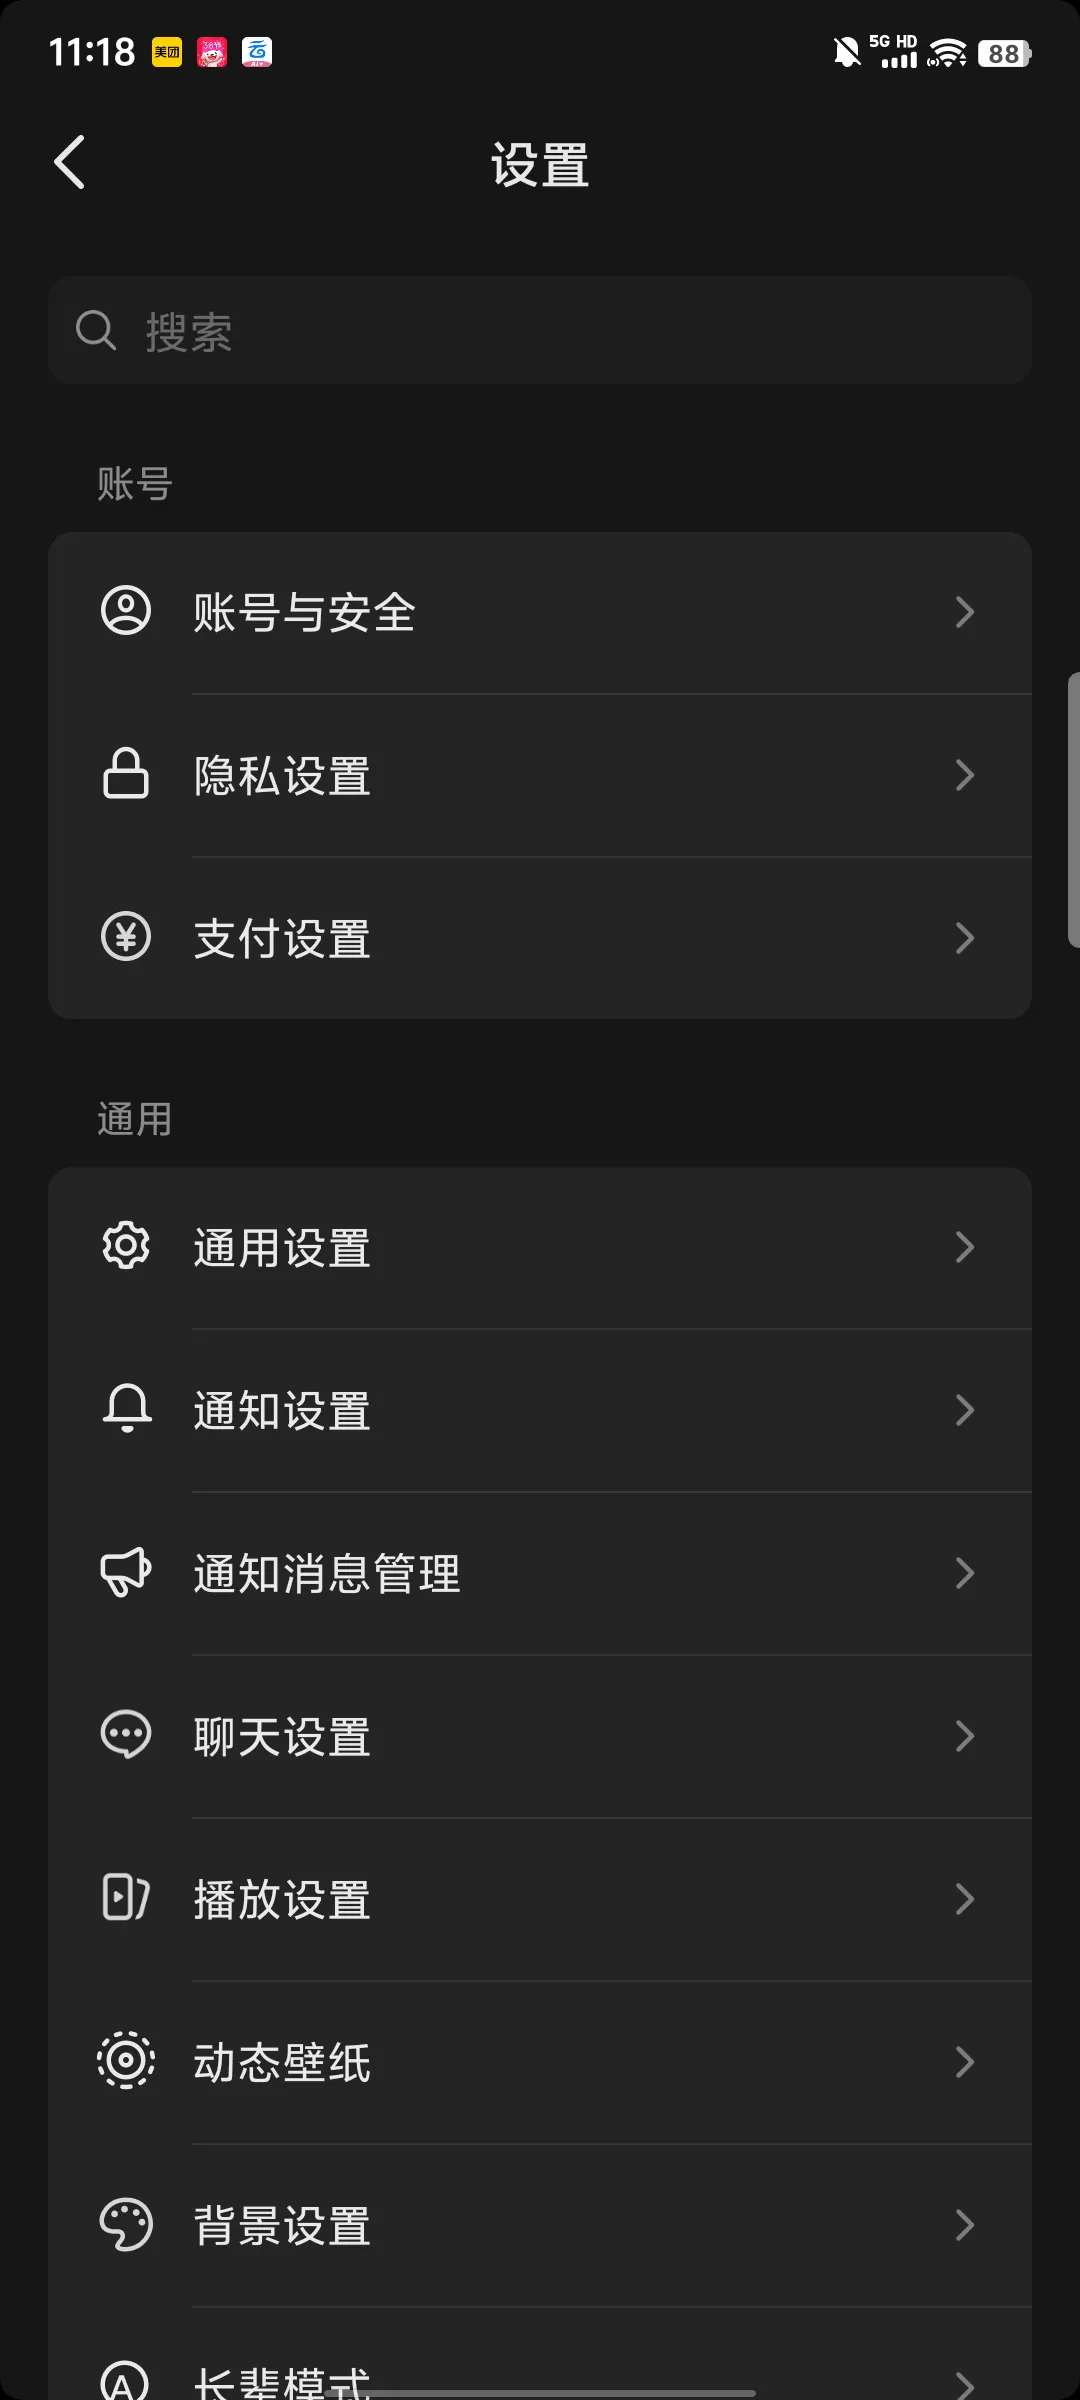 11:18
美团
5G HD
88
设置
搜索
账号
账号与安全
隐私设置
支付设置
通用
通用设置
通知设置
通知消息管理
聊天设置
播放设置
动态壁纸
背景设置
长辈模式